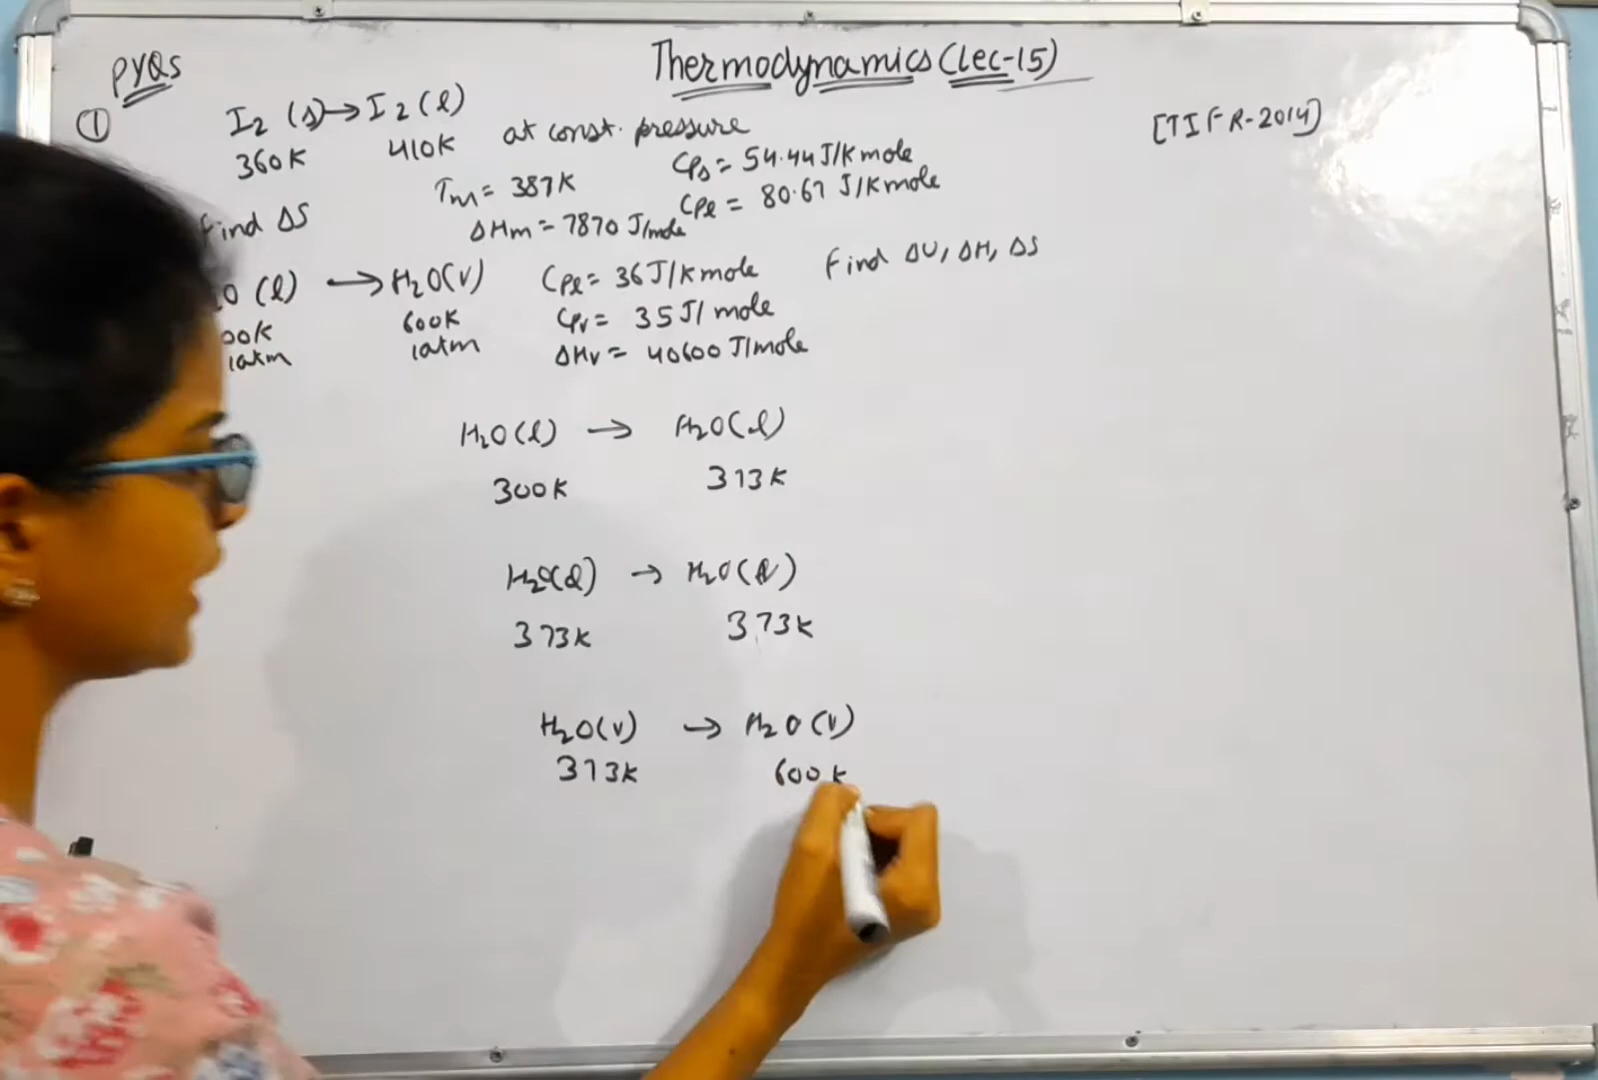 PYQs
Thermodynamics (Lec-15)
① I₂ (s) → I₂ (l)
360K 410K at const. pressure
[TIFR-2014]
Tm = 387K
CPs = 54.44 J/K mole
CPl = 80.67 J/K mole
ΔHm = 7870 J/mole
find ΔS
O (l) → H₂O(v)
00K 600K
1atm 1atm
CPl = 36 J/K mole
CPv = 35 J/ mole
ΔHv = 40600 J/mole
Find ΔU, ΔH, ΔS
H₂O (l) → H₂O(l)
300K 373K
H₂O(l) → H₂O(v)
373K 373K
H₂O(v) → H₂O (v)
373K 600K